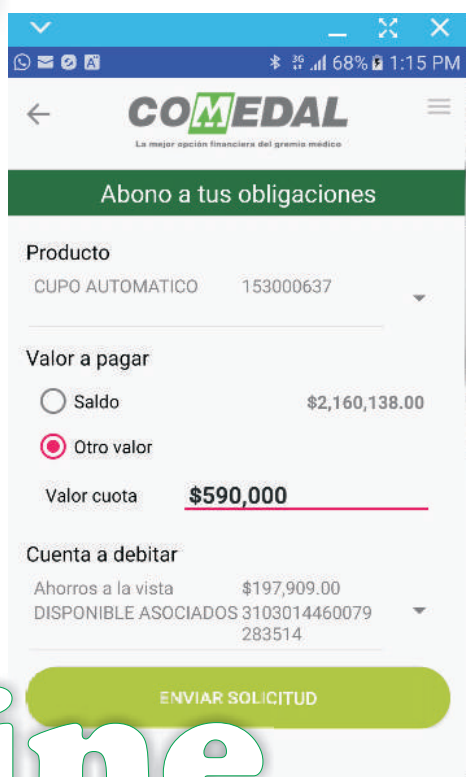 68% 1:15 PM
COMEDAL
La mejor opción financiera del gremio médico
Abono a tus obligaciones
Producto
CUPO AUTOMATICO 153000637
Valor a pagar
Saldo $2,160,138.00
Otro valor
Valor cuota $590,000
Cuenta a debitar
Ahorros a la vista $197,909.00
DISPONIBLE ASOCIADOS 3103014460079
283514
ENVIAR SOLICITUD
ine